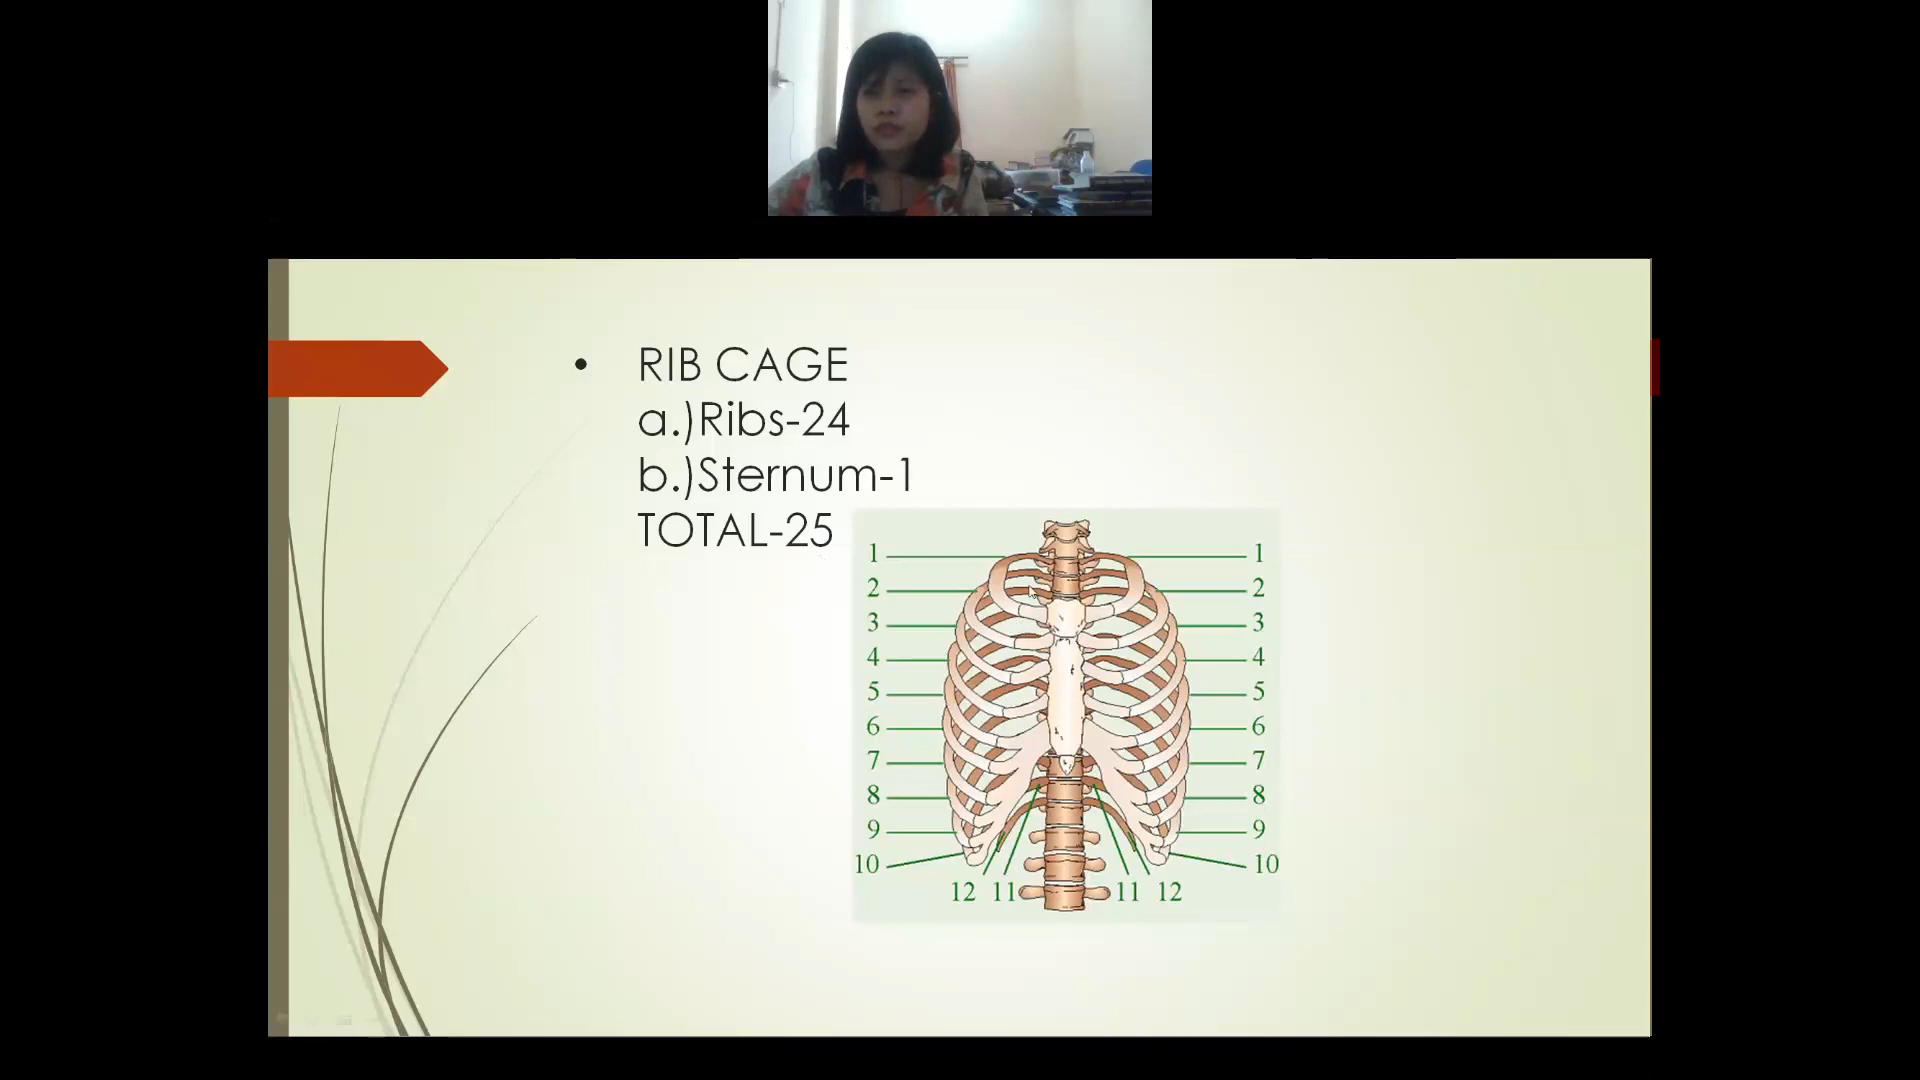 • RIB CAGE
a.)Ribs-24
b.)Sternum-1
TOTAL-25
1 1
2 2
3 3
4 4
5 5
6 6
7 7
8 8
9 9
10 10
12 11 11 12